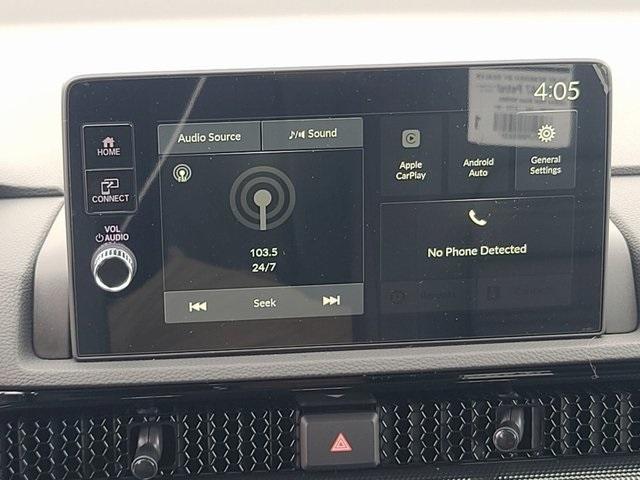 4:05
HOME
CONNECT
VOL
AUDIO
Audio Source
Sound
103.5
24/7
Seek
Apple
CarPlay
Android
Auto
General
Settings
No Phone Detected